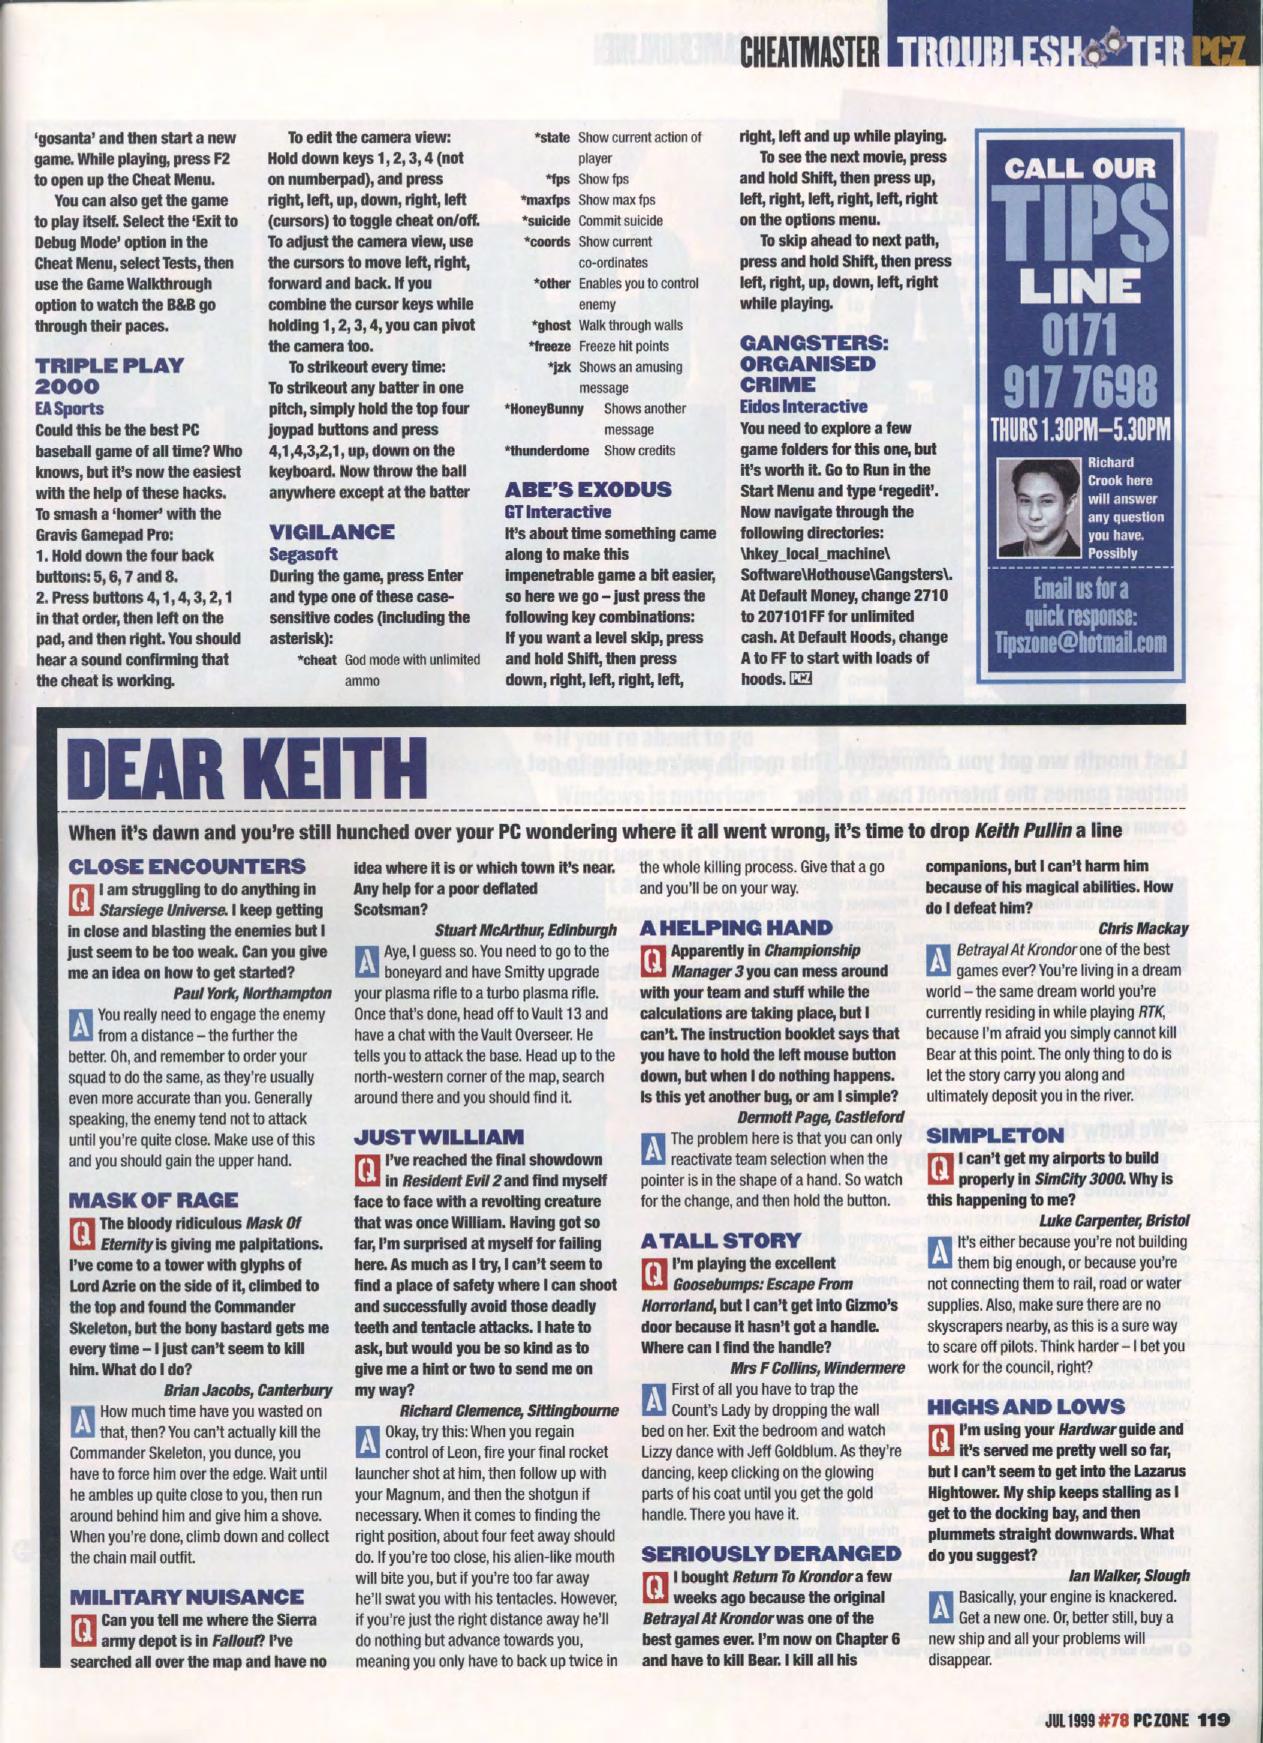 CHEATMASTER TROUBLESHOOTER PCZ
'gosanta' and then start a new
game. While playing, press F2
to open up the Cheat Menu.
You can also get the game
to play itself. Select the 'Exit to
Debug Mode' option in the
Cheat Menu, select Tests, then
use the Game Walkthrough
option to watch the B&B go
through their paces.
TRIPLE PLAY
2000
EA Sports
Could this be the best PC
baseball game of all time? Who
knows, but it's now the easiest
with the help of these hacks.
To smash a 'homer' with the
Gravis Gamepad Pro:
1. Hold down the four back
buttons: 5, 6, 7 and 8.
2. Press buttons 4, 1, 4, 3, 2, 1
in that order, then left on the
pad, and then right. You should
hear a sound confirming that
the cheat is working.
To edit the camera view:
Hold down keys 1, 2, 3, 4 (not
on numberpad), and press
right, left, up, down, right, left
(cursors) to toggle cheat on/off.
To adjust the camera view, use
the cursors to move left, right,
forward and back. If you
combine the cursor keys while
holding 1, 2, 3, 4, you can pivot
the camera too.
To strikeout every time:
To strikeout any batter in one
pitch, simply hold the top four
joypad buttons and press
4,1,4,3,2,1, up, down on the
keyboard. Now throw the ball
anywhere except at the batter
VIGILANCE
Segasoft
During the game, press Enter
and type one of these case-
sensitive codes (including the
asterisk):
*cheat God mode with unlimited
ammo
*state Show current action of
player
*fps Show fps
*maxfps Show max fps
*suicide Commit suicide
*coords Show current
co-ordinates
*other Enables you to control
enemy
*ghost Walk through walls
*freeze Freeze hit points
*jzk Shows an amusing
message
*HoneyBunny Shows another
message
*thunderdome Show credits
ABE'S EXODUS
GT Interactive
It's about time something came
along to make this
impenetrable game a bit easier,
so here we go – just press the
following key combinations:
If you want a level skip, press
and hold Shift, then press
down, right, left, right, left,
right, left and up while playing.
To see the next movie, press
and hold Shift, then press up,
left, right, left, right, left, right
on the options menu.
To skip ahead to next path,
press and hold Shift, then press
left, right, up, down, left, right
while playing.
GANGSTERS:
ORGANISED
CRIME
Eidos Interactive
You need to explore a few
game folders for this one, but
it's worth it. Go to Run in the
Start Menu and type 'regedit'.
Now navigate through the
following directories:
\hkey_local_machine\
Software\Hothouse\Gangsters\.
At Default Money, change 2710
to 207101FF for unlimited
cash. At Default Hoods, change
A to FF to start with loads of
hoods. PCZ
CALL OUR
TIPS
LINE
0171
917 7698
THURS 1.30PM–5.30PM
Richard
Crook here
will answer
any question
you have.
Possibly
Email us for a
quick response:
Tipszone@hotmail.com
DEAR KEITH
When it's dawn and you're still hunched over your PC wondering where it all went wrong, it's time to drop Keith Pullin a line
CLOSE ENCOUNTERS
Q I am struggling to do anything in
Starsiege Universe. I keep getting
in close and blasting the enemies but I
just seem to be too weak. Can you give
me an idea on how to get started?
Paul York, Northampton
A You really need to engage the enemy
from a distance – the further the
better. Oh, and remember to order your
squad to do the same, as they're usually
even more accurate than you. Generally
speaking, the enemy tend not to attack
until you're quite close. Make use of this
and you should gain the upper hand.
MASK OF RAGE
Q The bloody ridiculous Mask Of
Eternity is giving me palpitations.
I've come to a tower with glyphs of
Lord Azrie on the side of it, climbed to
the top and found the Commander
Skeleton, but the bony bastard gets me
every time – I just can't seem to kill
him. What do I do?
Brian Jacobs, Canterbury
A How much time have you wasted on
that, then? You can't actually kill the
Commander Skeleton, you dunce, you
have to force him over the edge. Wait until
he ambles up quite close to you, then run
around behind him and give him a shove.
When you're done, climb down and collect
the chain mail outfit.
MILITARY NUISANCE
Q Can you tell me where the Sierra
army depot is in Fallout? I've
searched all over the map and have no
idea where it is or which town it's near.
Any help for a poor deflated
Scotsman?
Stuart McArthur, Edinburgh
A Aye, I guess so. You need to go to the
boneyard and have Smitty upgrade
your plasma rifle to a turbo plasma rifle.
Once that's done, head off to Vault 13 and
have a chat with the Vault Overseer. He
tells you to attack the base. Head up to the
north-western corner of the map, search
around there and you should find it.
JUST WILLIAM
Q I've reached the final showdown
in Resident Evil 2 and find myself
face to face with a revolting creature
that was once William. Having got so
far, I'm surprised at myself for failing
here. As much as I try, I can't seem to
find a place of safety where I can shoot
and successfully avoid those deadly
teeth and tentacle attacks. I hate to
ask, but would you be so kind as to
give me a hint or two to send me on
my way?
Richard Clemence, Sittingbourne
A Okay, try this: When you regain
control of Leon, fire your final rocket
launcher shot at him, then follow up with
your Magnum, and then the shotgun if
necessary. When it comes to finding the
right position, about four feet away should
do. If you're too close, his alien-like mouth
will bite you, but if you're too far away
he'll swat you with his tentacles. However,
if you're just the right distance away he'll
do nothing but advance towards you,
meaning you only have to back up twice in
the whole killing process. Give that a go
and you'll be on your way.
A HELPING HAND
Q Apparently in Championship
Manager 3 you can mess around
with your team and stuff while the
calculations are taking place, but I
can't. The instruction booklet says that
you have to hold the left mouse button
down, but when I do nothing happens.
Is this yet another bug, or am I simple?
Dermott Page, Castleford
A The problem here is that you can only
reactivate team selection when the
pointer is in the shape of a hand. So watch
for the change, and then hold the button.
A TALL STORY
Q I'm playing the excellent
Goosebumps: Escape From
Horrorland, but I can't get into Gizmo's
door because it hasn't got a handle.
Where can I find the handle?
Mrs F Collins, Windermere
A First of all you have to trap the
Count's Lady by dropping the wall
bed on her. Exit the bedroom and watch
Lizzy dance with Jeff Goldblum. As they're
dancing, keep clicking on the glowing
parts of his coat until you get the gold
handle. There you have it.
SERIOUSLY DERANGED
Q I bought Return To Krondor a few
weeks ago because the original
Betrayal At Krondor was one of the
best games ever. I'm now on Chapter 6
and have to kill Bear. I kill all his
companions, but I can't harm him
because of his magical abilities. How
do I defeat him?
Chris Mackay
A Betrayal At Krondor one of the best
games ever? You're living in a dream
world – the same dream world you're
currently residing in while playing RTK,
because I'm afraid you simply cannot kill
Bear at this point. The only thing to do is
let the story carry you along and
ultimately deposit you in the river.
SIMPLETON
Q I can't get my airports to build
properly in SimCity 3000. Why is
this happening to me?
Luke Carpenter, Bristol
A It's either because you're not building
them big enough, or because you're
not connecting them to rail, road or water
supplies. Also, make sure there are no
skyscrapers nearby, as this is a sure way
to scare off pilots. Think harder – I bet you
work for the council, right?
HIGHS AND LOWS
Q I'm using your Hardwar guide and
it's served me pretty well so far,
but I can't seem to get into the Lazarus
Hightower. My ship keeps stalling as I
get to the docking bay, and then
plummets straight downwards. What
do you suggest?
Ian Walker, Slough
A Basically, your engine is knackered.
Get a new one. Or, better still, buy a
new ship and all your problems will
disappear.
JUL 1999 #78 PC ZONE 119